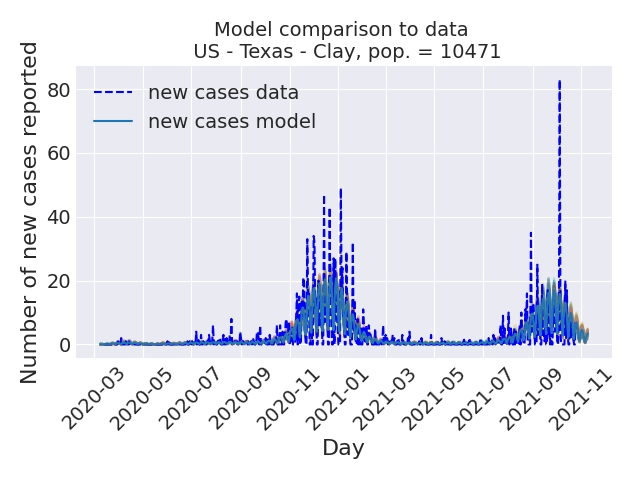 Model comparison to data
US - Texas - Clay, pop. = 10471
Number of new cases reported
80
60
40
20
0
new cases data
new cases model
2020-03
2020-05
2020-07
2020-09
2020-11
2021-01
2021-03
2021-05
2021-07
2021-09
2021-11
Day